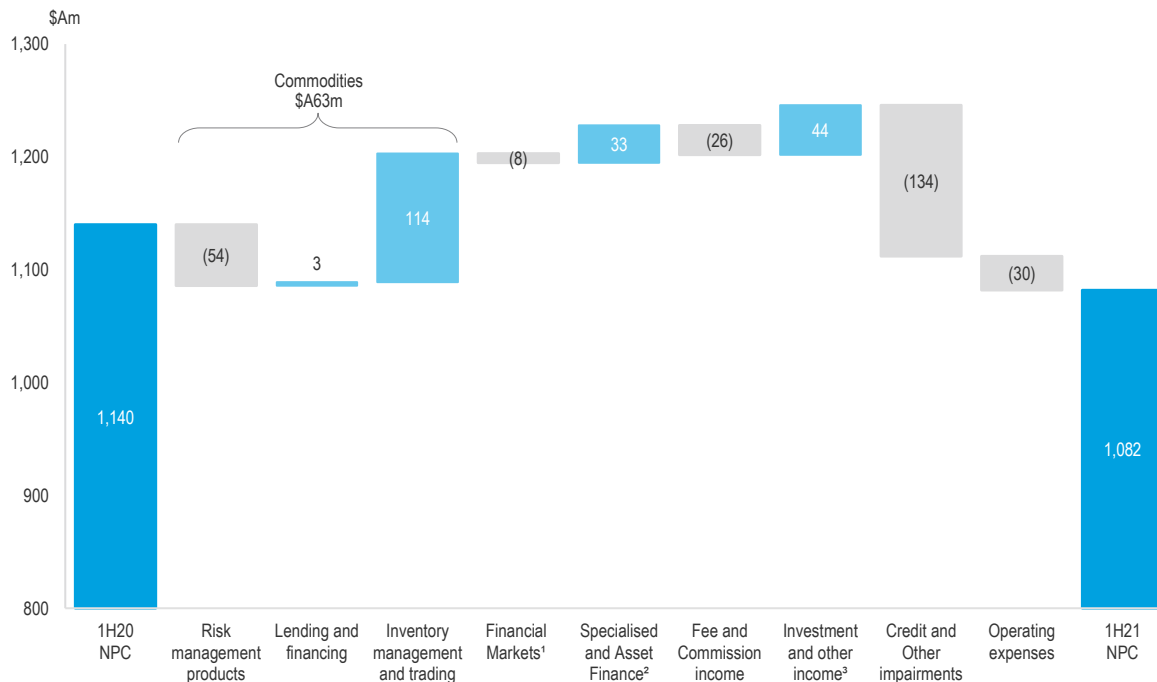 $Am
1,300
1,200
1,100
1,000
900
800
Commodities
$A63m
1,140
(54)
3
114
(8)
33
(26)
44
(134)
(30)
1,082
1H20
NPC
Risk
management
products
Lending and
financing
Inventory
management
and trading
Financial
Markets¹
Specialised
and Asset
Finance²
Fee and
Commission
income
Investment
and other
income³
Credit and
Other
impairments
Operating
expenses
1H21
NPC